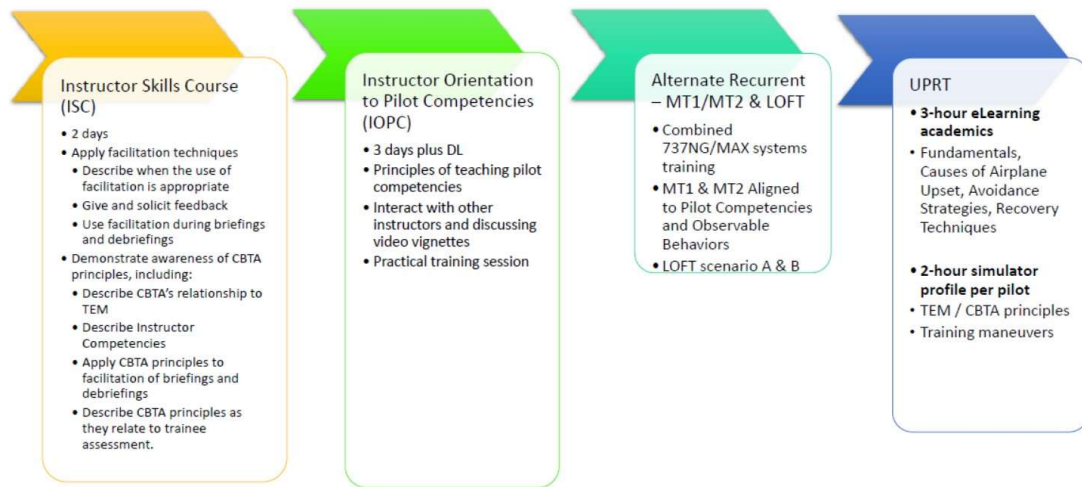 Instructor Skills Course
(ISC)
• 2 days
• Apply facilitation techniques
• Describe when the use of
facilitation is appropriate
• Give and solicit feedback
• Use facilitation during briefings
and debriefings
• Demonstrate awareness of CBTA
principles, including:
• Describe CBTA's relationship to
TEM
• Describe Instructor
Competencies
• Apply CBTA principles to
facilitation of briefings and
debriefings
• Describe CBTA principles as
they relate to trainee
assessment.
Instructor Orientation
to Pilot Competencies
(IOPC)
• 3 days plus DL
• Principles of teaching pilot
competencies
• Interact with other
instructors and discussing
video vignettes
• Practical training session
Alternate Recurrent
– MT1/MT2 & LOFT
• Combined
737NG/MAX systems
training
• MT1 & MT2 Aligned
to Pilot Competencies
and Observable
Behaviors
• LOFT scenario A & B
UPRT
• 3-hour eLearning
academics
• Fundamentals,
Causes of Airplane
Upset, Avoidance
Strategies, Recovery
Techniques
• 2-hour simulator
profile per pilot
• TEM / CBTA principles
• Training maneuvers